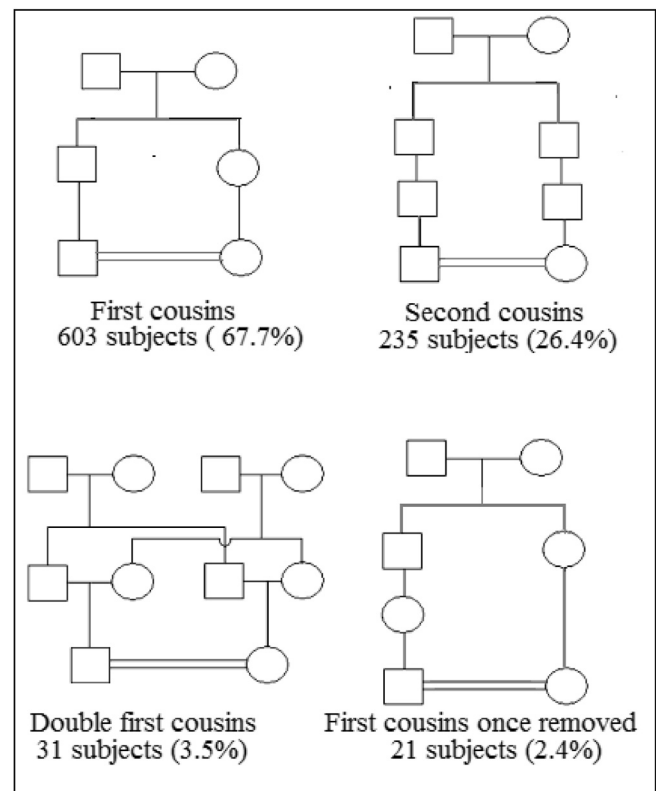 First cousins
603 subjects ( 67.7%)
Second cousins
235 subjects (26.4%)
Double first cousins
31 subjects (3.5%)
First cousins once removed
21 subjects (2.4%)